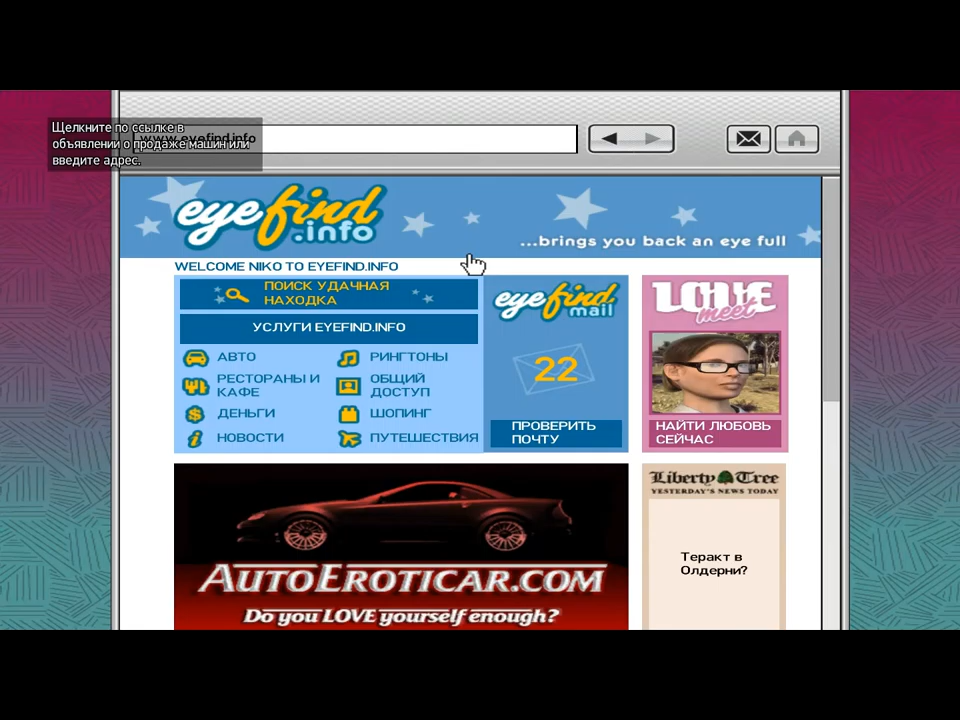 Щелкните по ссылке в
объявлении о продаже машин или
введите адрес.
www.eyefind.info
eyefind
.info
...brings you back an eye full
WELCOME NIKO TO EYEFIND.INFO
ПОИСК УДАЧНАЯ
НАХОДКА
УСЛУГИ EYEFIND.INFO
АВТО
РИНГТОНЫ
РЕСТОРАНЫ И
КАФЕ
ОБЩИЙ
ДОСТУП
ДЕНЬГИ
ШОПИНГ
НОВОСТИ
ПУТЕШЕСТВИЯ
eyefind
mail
22
ПРОВЕРИТЬ
ПОЧТУ
LOVE
meet
НАЙТИ ЛЮБОВЬ
СЕЙЧАС
AUTOEROTICAR.COM
Do you LOVE yourself enough?
Liberty Tree
YESTERDAY'S NEWS TODAY
Теракт в
Олдерни?